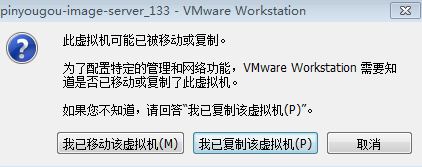 pinyougou-image-server_133 - VMware Workstation
此虚拟机可能已被移动或复制。
为了配置特定的管理和网络功能，VMware Workstation 需要知
道是否已移动或复制了此虚拟机。
如果您不知道，请回答“我已复制该虚拟机(P)”。
我已移动该虚拟机(M) 我已复制该虚拟机(P) 取消